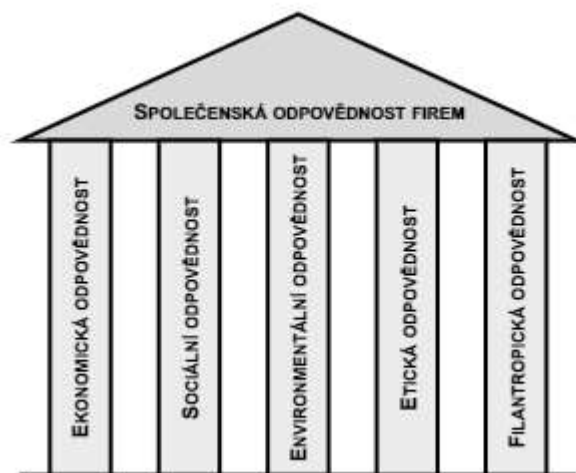 SPOLEČENSKÁ ODPOVĚDNOST FIREM
EKONOMICKÁ ODPOVĚDNOST
SOCIÁLNÍ ODPOVĚDNOST
ENVIRONMENTÁLNÍ ODPOVĚDNOST
ETICKÁ ODPOVĚDNOST
FILANTROPICKÁ ODPOVĚDNOST